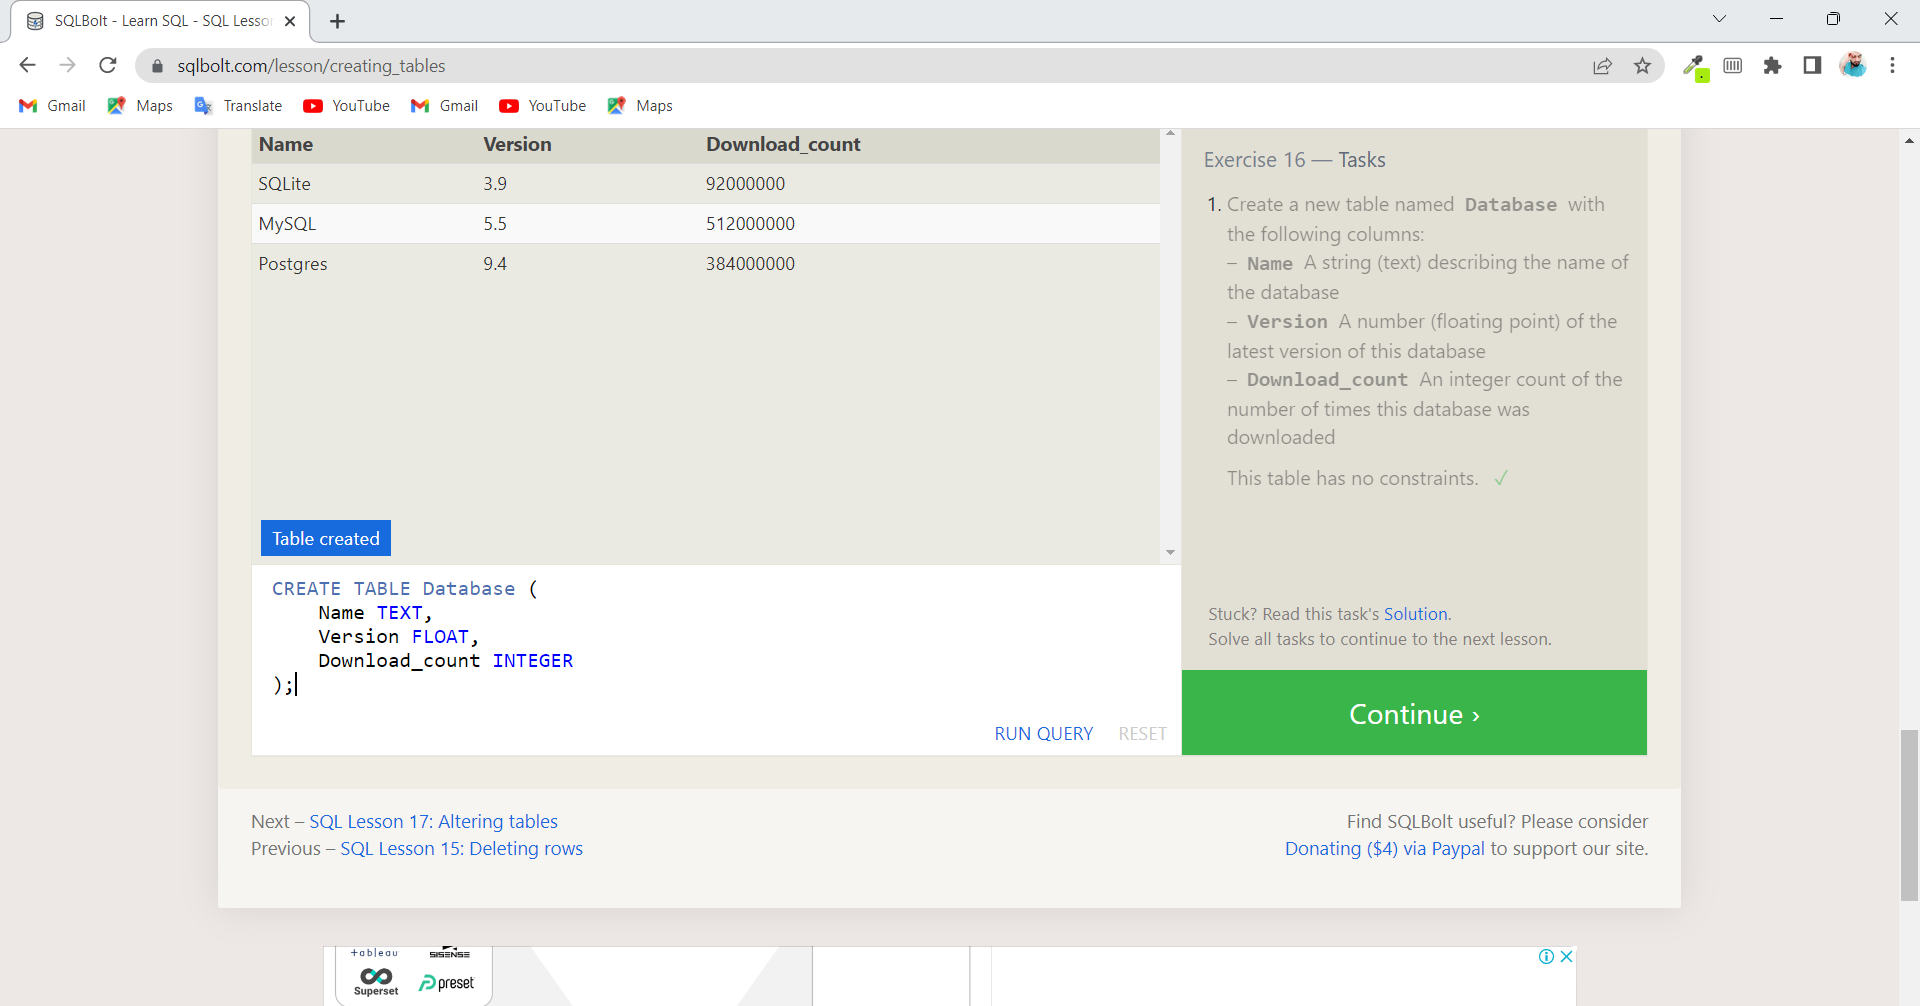 SQLBolt - Learn SQL - SQL Lesso
sqlbolt.com/lesson/creating_tables
Gmail Maps Translate YouTube Gmail YouTube Maps
Name Version Download_count
SQLite 3.9 92000000
MySQL 5.5 512000000
Postgres 9.4 384000000
Table created
CREATE TABLE Database (
Name TEXT,
Version FLOAT,
Download_count INTEGER
);
RUN QUERY RESET
Exercise 16 — Tasks
1. Create a new table named Database with
the following columns:
– Name A string (text) describing the name of
the database
– Version A number (floating point) of the
latest version of this database
– Download_count An integer count of the
number of times this database was
downloaded
This table has no constraints. ✓
Stuck? Read this task's Solution.
Solve all tasks to continue to the next lesson.
Continue ›
Next – SQL Lesson 17: Altering tables
Previous – SQL Lesson 15: Deleting rows
Find SQLBolt useful? Please consider
Donating ($4) via Paypal to support our site.
+ableau SISENSE
Superset preset